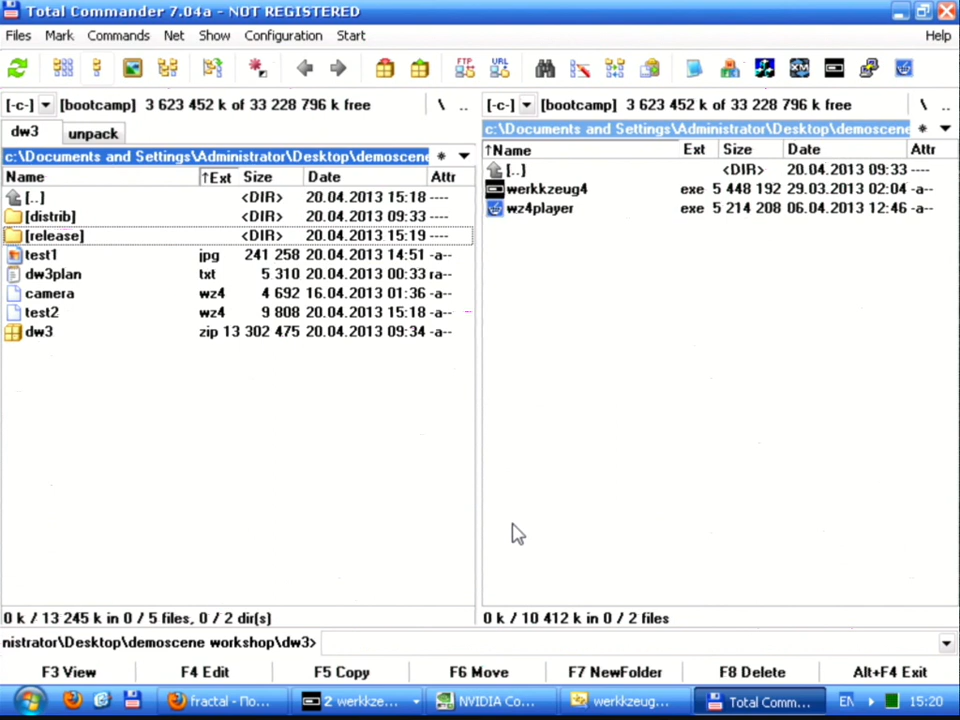 Total Commander 7.04a - NOT REGISTERED
Files Mark Commands Net Show Configuration Start Help
FTP URL
[-c-] [bootcamp] 3 623 452 k of 33 228 796 k free \ ..
[-c-] [bootcamp] 3 623 452 k of 33 228 796 k free \ ..
dw3 unpack
c:\Documents and Settings\Administrator\Desktop\demoscene * 
Name ↑Ext Size Date Attr
[..] <DIR> 20.04.2013 15:18 ----
[distrib] <DIR> 20.04.2013 09:33 ----
[release] <DIR> 20.04.2013 15:19 ----
test1 jpg 241 258 20.04.2013 14:51 -a--
dw3plan txt 5 310 20.04.2013 00:33 ra--
camera wz4 4 692 16.04.2013 01:36 -a--
test2 wz4 9 808 20.04.2013 15:18 -a--
dw3 zip 13 302 475 20.04.2013 09:34 -a--
0 k / 13 245 k in 0 / 5 files, 0 / 2 dir(s)
c:\Documents and Settings\Administrator\Desktop\demoscene * 
↑Name Ext Size Date Attr
[..] <DIR> 20.04.2013 09:33 ----
werkkzeug4 exe 5 448 192 29.03.2013 02:04 -a--
wz4player exe 5 214 208 06.04.2013 12:46 -a--
0 k / 10 412 k in 0 / 2 files
nistrator\Desktop\demoscene workshop\dw3>
F3 View F4 Edit F5 Copy F6 Move F7 NewFolder F8 Delete Alt+F4 Exit
fractal - По... 2 werkkze... NVIDIA Co... werkkzeug... Total Comm... EN 15:20